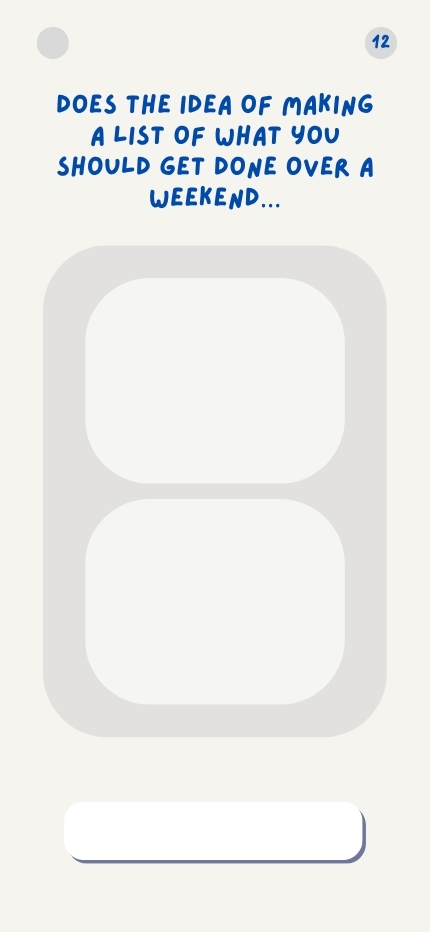 12
DOES THE IDEA OF MAKING
A LIST OF WHAT YOU
SHOULD GET DONE OVER A
WEEKEND...